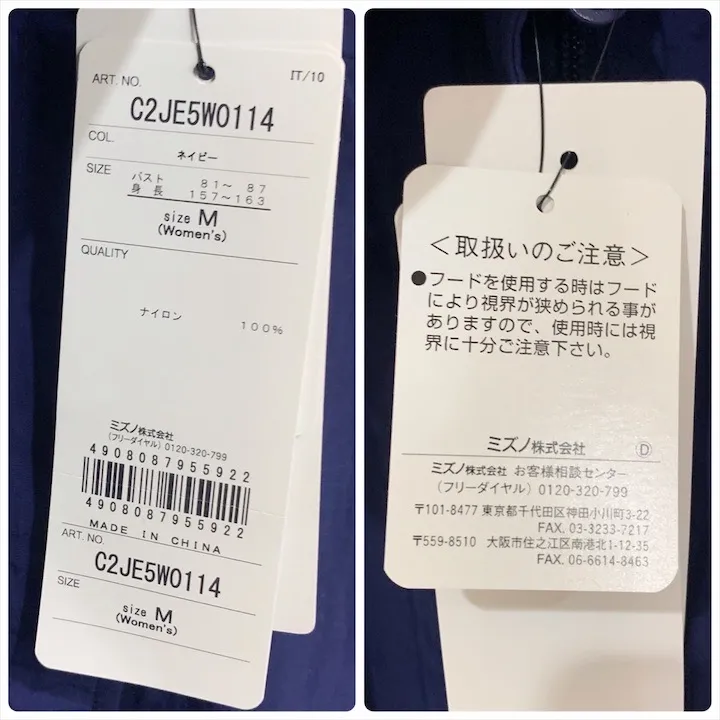 IT/10
ART. NO.
C2JE5W0114
COL.
ネイビー
SIZE
バスト 81～ 87
身長 157～163
size M
(Women's)
QUALITY
ナイロン 100%
ミズノ株式会社
(フリーダイヤル) 0120-320-799
4908087955922
4908087955922
MADE IN CHINA
ART. NO.
C2JE5W0114
SIZE
size M
(Women's)
＜取扱いのご注意＞
●フードを使用する時はフード
により視界が狭められる事が
ありますので、使用時には視
界に十分ご注意下さい。
ミズノ株式会社 Ⓓ
ミズノ株式会社 お客様相談センター
(フリーダイヤル) 0120-320-799
〒101-8477 東京都千代田区神田小川町3-22
FAX. 03-3233-7217
〒559-8510 大阪市住之江区南港北1-12-35
FAX. 06-6614-8463